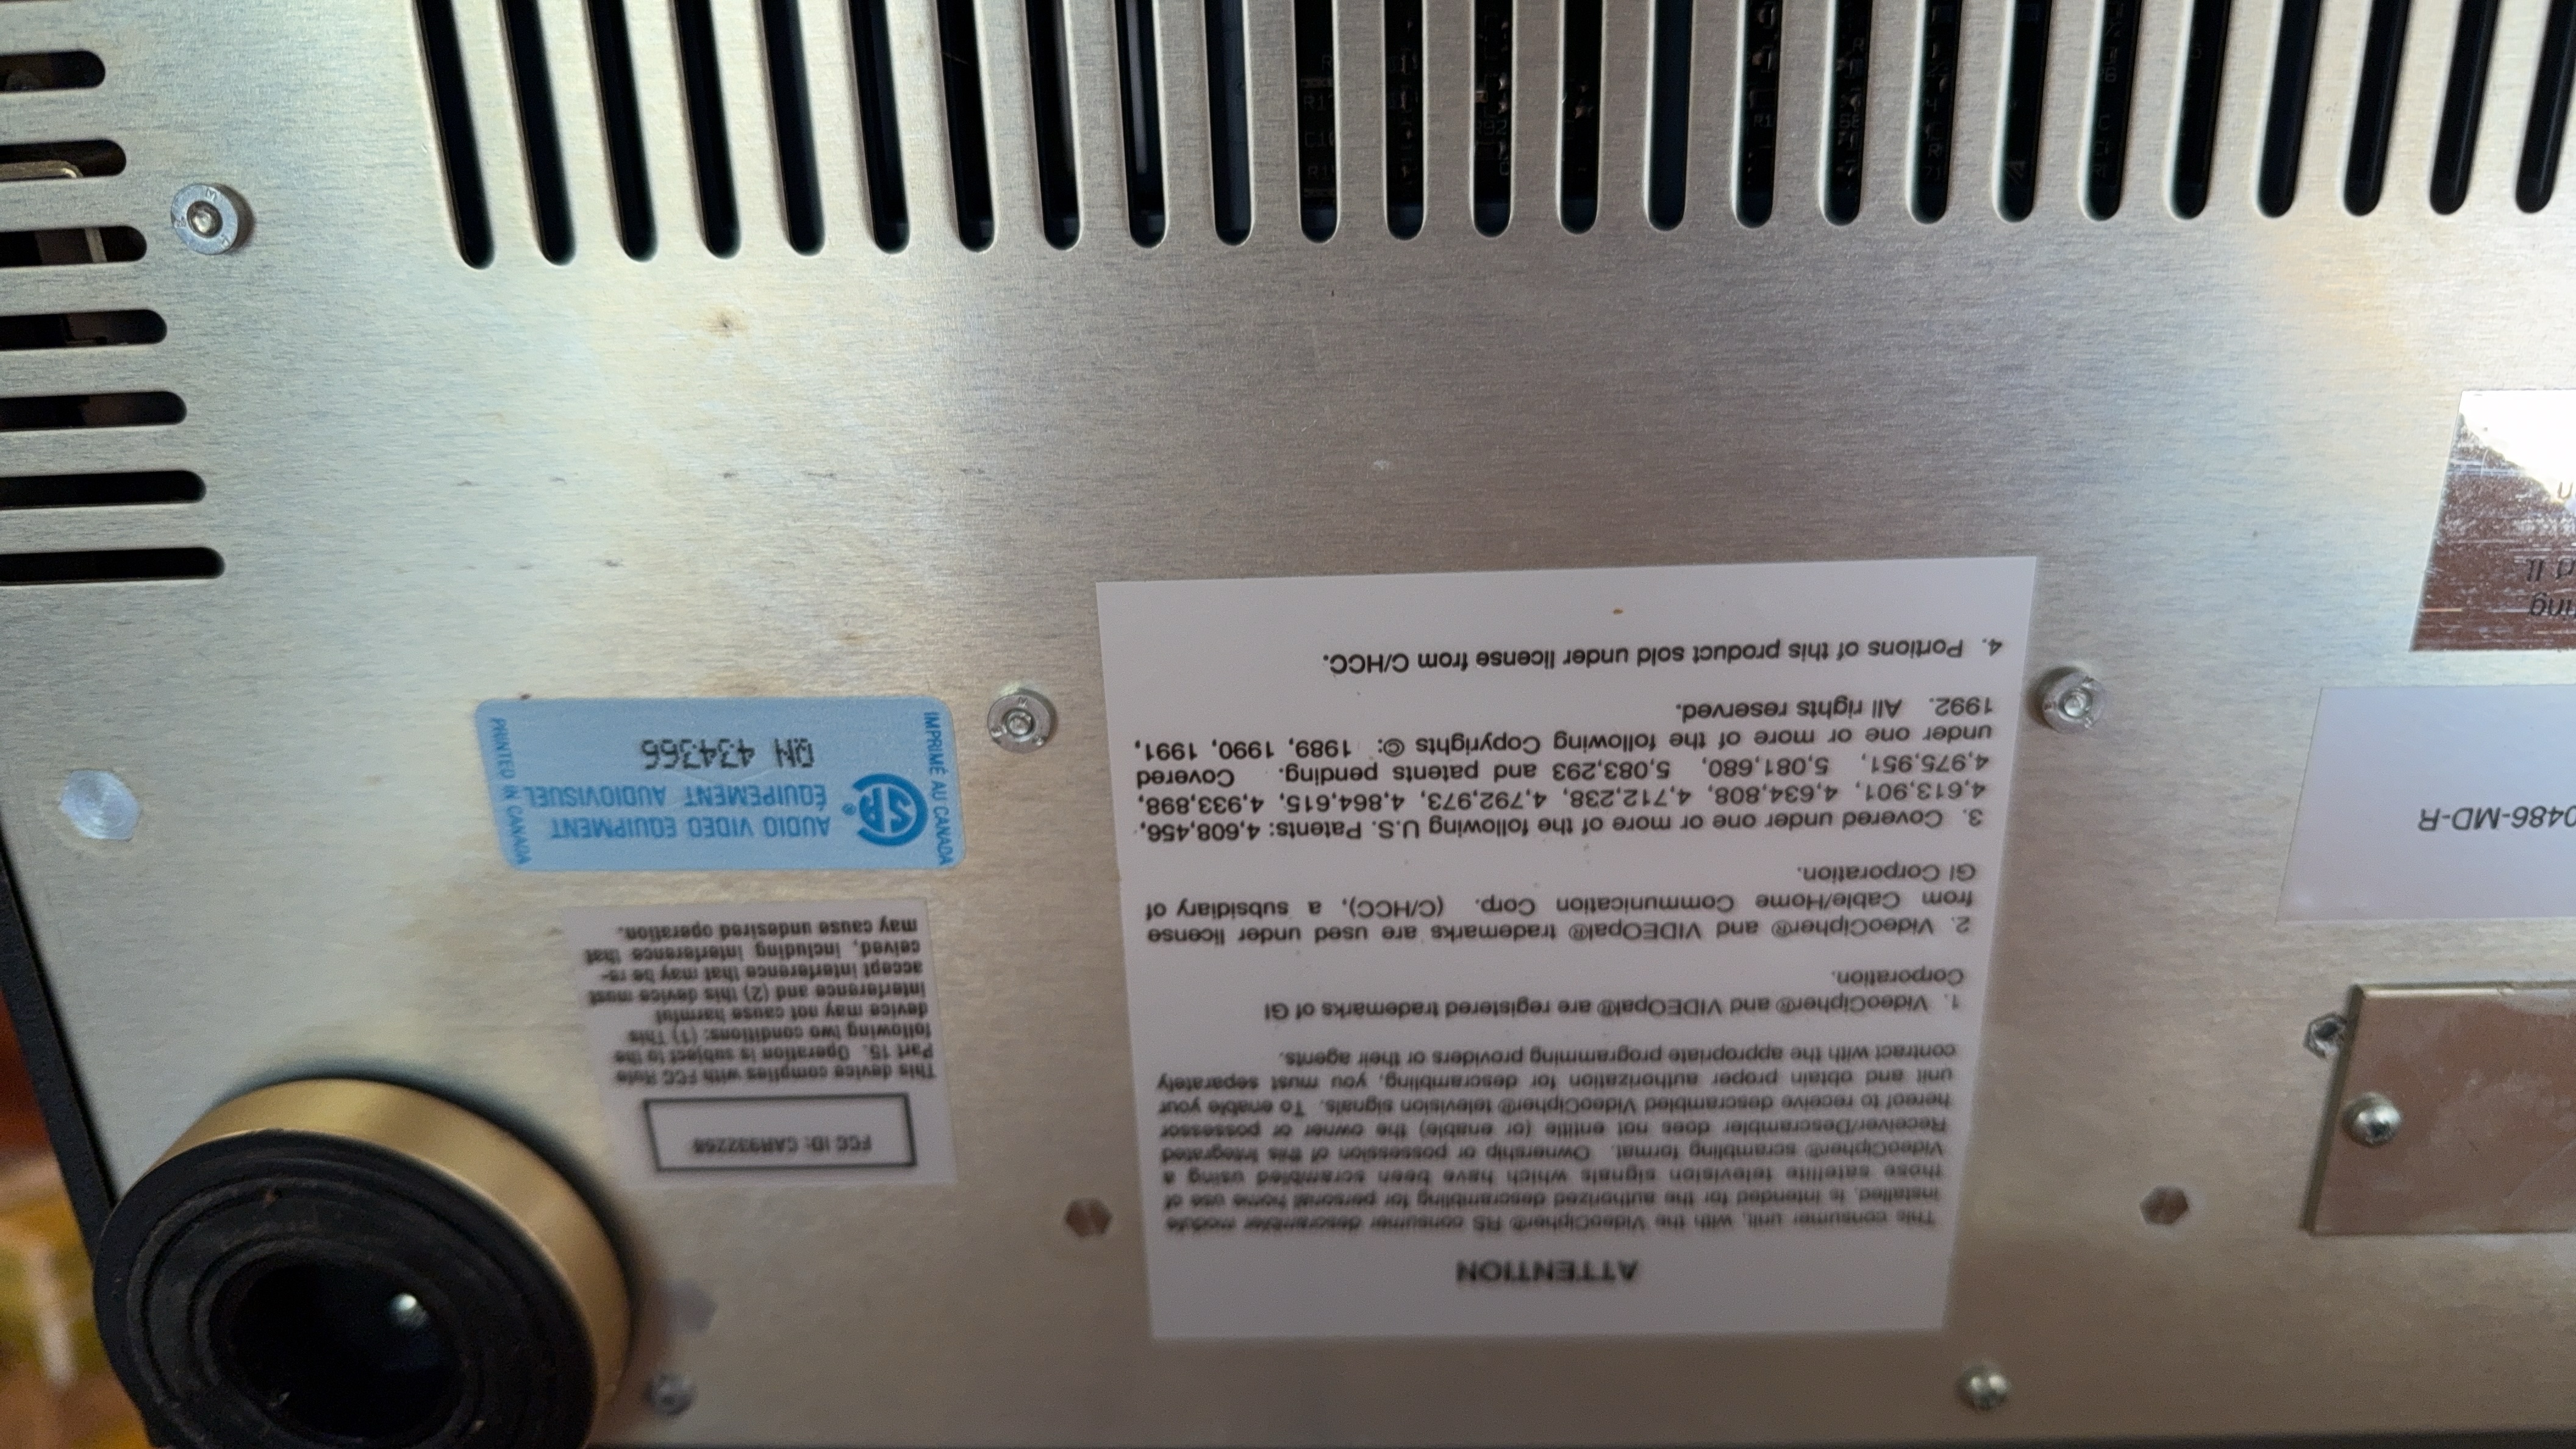 ATTENTION
This consumer unit, with the VideoCipher® RS consumer descrambler module
installed, is intended for the authorized descrambling for personal home use of
those satellite television signals which have been scrambled using a
VideoCipher® scrambling format. Ownership or possession of this Integrated
Receiver/Descrambler does not entitle (or enable) the owner or possessor
hereof to receive descrambled VideoCipher® television signals. To enable your
unit and obtain proper authorization for descrambling, you must separately
contract with the appropriate programming providers or their agents.
1. VideoCipher® and VIDEOpal® are registered trademarks of GI
Corporation.
2. VideoCipher® and VIDEOpal® trademarks are used under license
from Cable/Home Communication Corp. (C/HCC), a subsidiary of
GI Corporation.
3. Covered under one or more of the following U.S. Patents: 4,608,456,
4,613,901, 4,634,808, 4,712,238, 4,792,973, 4,864,615, 4,933,898,
4,975,951, 5,081,680, 5,083,293 and patents pending. Covered
under one or more of the following Copyrights ©: 1989, 1990, 1991,
1992. All rights reserved.
4. Portions of this product sold under license from C/HCC.
FCC ID:
This device complies with FCC Rule
Part 15. Operation is subject to the
following two conditions: (1) This
device may not cause harmful
interference and (2) this device must
accept interference that may be re-
ceived, including interference that
may cause undesired operation.
IMPRIMÉ AU CANADA
SA®
AUDIO VIDEO EQUIPMENT
ÉQUIPEMENT AUDIOVISUEL
QN 434366
PRINTED IN CANADA
0486-MD-R